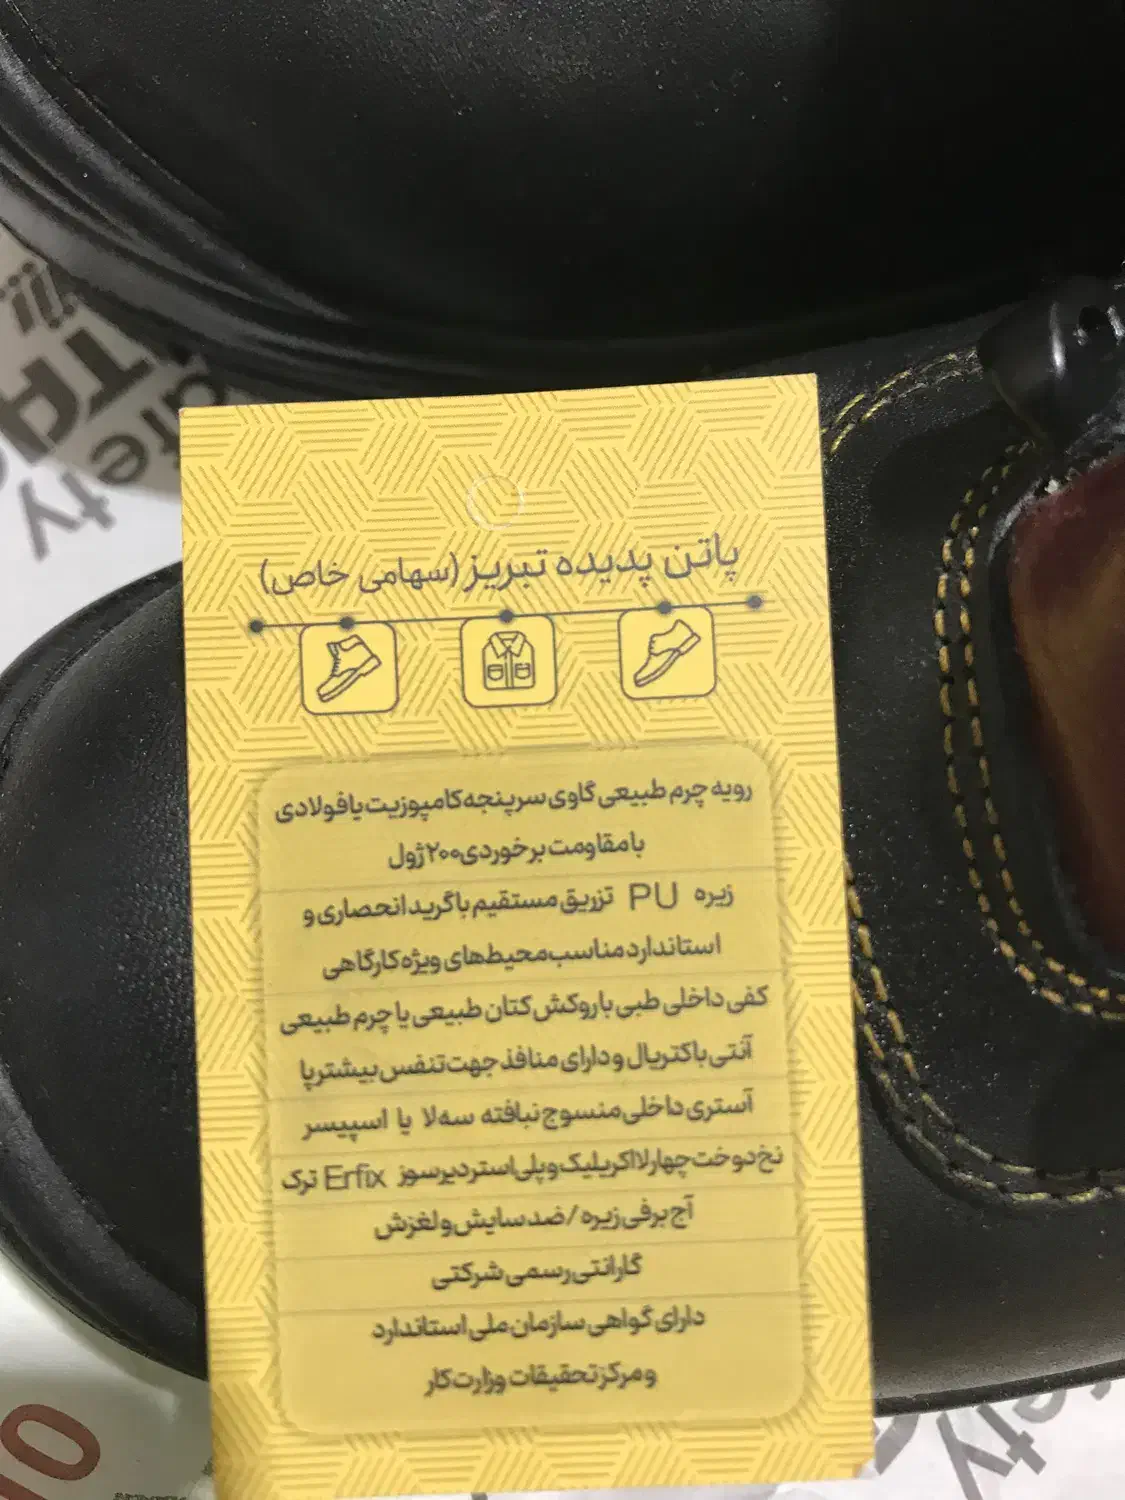 پاتن پدیده تبریز (سهامی خاص)
رویه چرم طبیعی گاوی سرپنجه کامپوزیت یا فولادی
با مقاومت برخوردی ۲۰۰ ژول
زیره PU تزریق مستقیم با گرید انحصاری و
استاندارد مناسب محیط‌های ویژه کارگاهی
کفی داخلی طبی با روکش کتان طبیعی یا چرم طبیعی
آنتی باکتریال و دارای منافذ جهت تنفس بیشتر پا
آستری داخلی منسوج نبافته سه لا یا اسپیسر
نخ دوخت چهارلا اکریلیک و پلی استر دیرسوز Erfix ترک
آج برفی زیره / ضد سایش و لغزش
گارانتی رسمی شرکتی
دارای گواهی سازمان ملی استاندارد
و مرکز تحقیقات وزارت کار